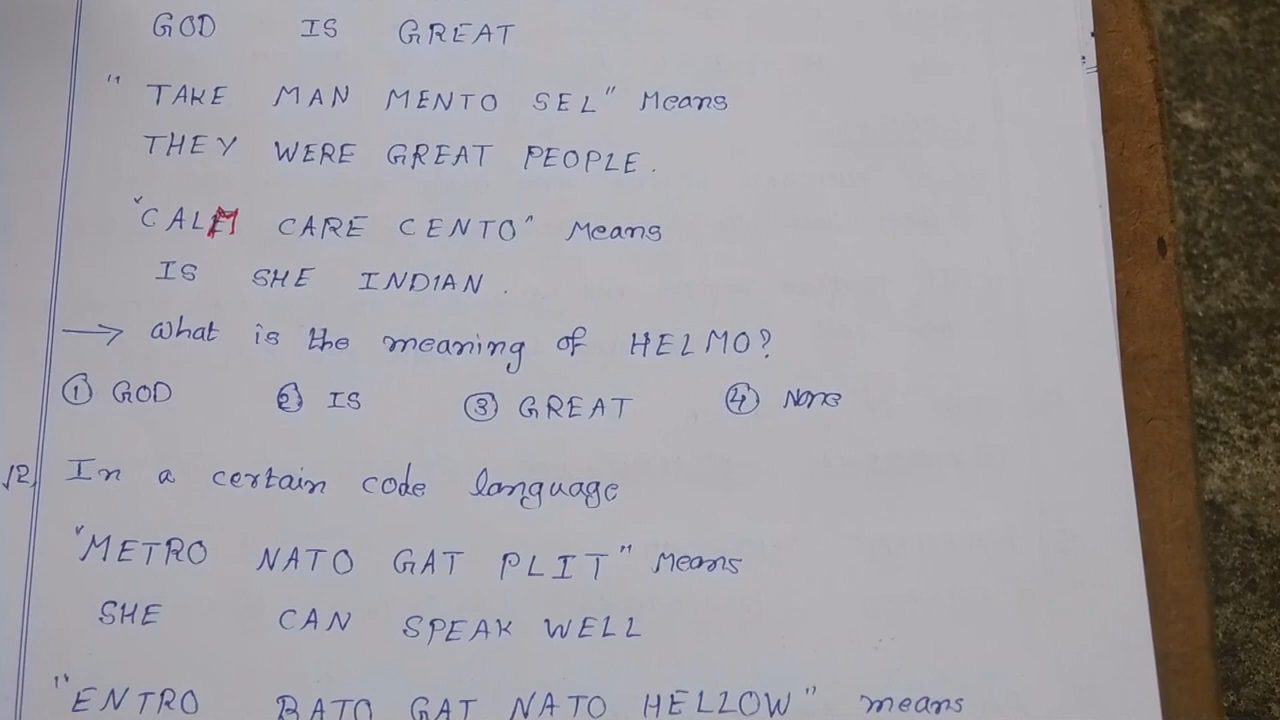 GOD IS GREAT
" TAKE MAN MENTO SEL" Means
THEY WERE GREAT PEOPLE.
"CALM CARE CENTO" Means
IS SHE INDIAN.
→ What is the meaning of HELMO?
① GOD ② IS ③ GREAT ④ None
12) In a certain code language
"METRO NATO GAT PLIT" Means
SHE CAN SPEAK WELL
"ENTRO BATO GAT NATO HELLOW" means